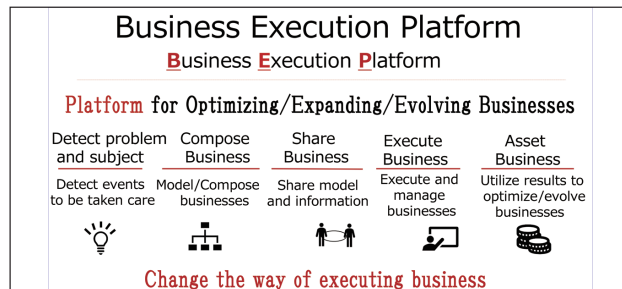 Business Execution Platform
Business Execution Platform
Platform for Optimizing/Expanding/Evolving Businesses
Detect problem
and subject
Detect events
to be taken care
Compose
Business
Model/Compose
businesses
Share
Business
Share model
and information
Execute
Business
Execute and
manage
businesses
Asset
Business
Utilize results to
optimize/evolve
businesses
Change the way of executing business